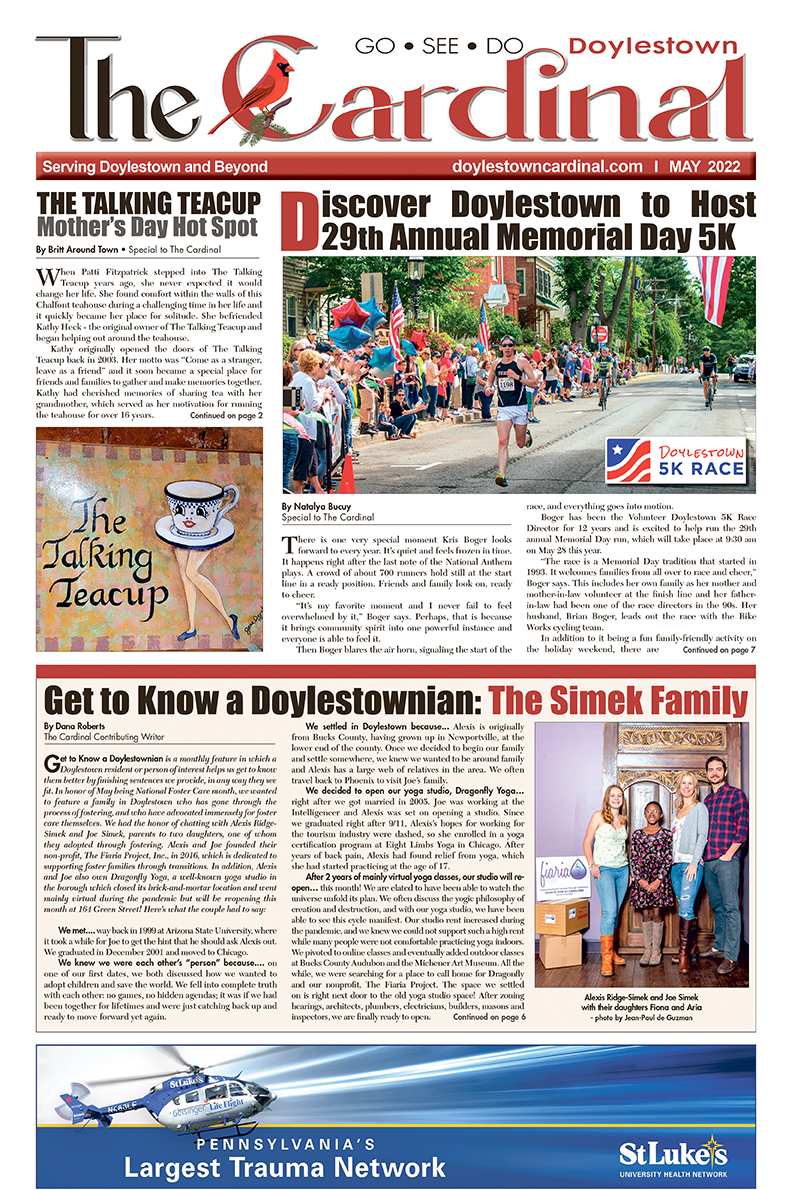 GO • SEE • DO
Doylestown
The Cardinal
Serving Doylestown and Beyond
doylestowncardinal.com I MAY 2022
THE TALKING TEACUP
Mother's Day Hot Spot
By Britt Around Town • Special to The Cardinal
When Patti Fitzpatrick stepped into The Talking
Teacup years ago, she never expected it would
change her life. She found comfort within the walls of this
Chalfont teahouse during a challenging time in her life and
it quickly became her place for solitude. She befriended
Kathy Heck - the original owner of The Talking Teacup and
began helping out around the teahouse.
Kathy originally opened the doors of The Talking
Teacup back in 2003. Her motto was "Come as a stranger,
leave as a friend" and it soon became a special place for
friends and families to gather and make memories together.
Kathy had cherished memories of sharing tea with her
grandmother, which served as her motivation for running
the teahouse for over 16 years. Continued on page 2
The
Talking
Teacup
Discover Doylestown to Host
29th Annual Memorial Day 5K
1198
DOYLESTOWN
5K RACE
By Natalya Bucuy
Special to The Cardinal
There is one very special moment Kris Boger looks
forward to every year. It's quiet and feels frozen in time.
It happens right after the last note of the National Anthem
plays. A crowd of about 700 runners hold still at the start
line in a ready position. Friends and family look on, ready
to cheer.
"It's my favorite moment and I never fail to feel
overwhelmed by it," Boger says. Perhaps, that is because
it brings community spirit into one powerful instance and
everyone is able to feel it.
Then Boger blares the air horn, signaling the start of the
race, and everything goes into motion.
Boger has been the Volunteer Doylestown 5K Race
Director for 12 years and is excited to help run the 29th
annual Memorial Day run, which will take place at 9:30 am
on May 28 this year.
"The race is a Memorial Day tradition that started in
1993. It welcomes families from all over to race and cheer,"
Boger says. This includes her own family as her mother and
mother-in-law volunteer at the finish line and her father-
in-law had been one of the race directors in the 90s. Her
husband, Brian Boger, leads out the race with the Bike
Works cycling team.
In addition to it being a fun family-friendly activity on
the holiday weekend, there are Continued on page 7
Get to Know a Doylestownian: The Simek Family
By Dana Roberts
The Cardinal Contributing Writer
Get to Know a Doylestownian is a monthly feature in which a
Doylestown resident or person of interest helps us get to know
them better by finishing sentences we provide, in any way they see
fit. In honor of May being National Foster Care month, we wanted
to feature a family in Doylestown who has gone through the
process of fostering, and who have advocated immensely for foster
care themselves. We had the honor of chatting with Alexis Ridge-
Simek and Joe Simek, parents to two daughters, one of whom
they adopted through fostering. Alexis and Joe founded their
non-profit, The Fiaria Project, Inc., in 2016, which is dedicated to
supporting foster families through transitions. In addition, Alexis
and Joe also own Dragonfly Yoga, a well-known yoga studio in
the borough which closed its brick-and-mortar location and went
mainly virtual during the pandemic but will be reopening this
month at 164 Green Street! Here's what the couple had to say:
We met.... way back in 1999 at Arizona State University, where
it took a while for Joe to get the hint that he should ask Alexis out.
We graduated in December 2001 and moved to Chicago.
We knew we were each other's "person" because.... on
one of our first dates, we both discussed how we wanted to
adopt children and save the world. We fell into complete truth
with each other: no games, no hidden agendas; it was if we had
been together for lifetimes and were just catching back up and
ready to move forward yet again.
We settled in Doylestown because... Alexis is originally
from Bucks County, having grown up in Newportville, at the
lower end of the county. Once we decided to begin our family
and settle somewhere, we knew we wanted to be around family
and Alexis has a large web of relatives in the area. We often
travel back to Phoenix to visit Joe's family.
We decided to open our yoga studio, Dragonfly Yoga...
right after we got married in 2005. Joe was working at the
Intelligencer and Alexis was set on opening a studio. Since
we graduated right after 9/11, Alexis's hopes for working for
the tourism industry were dashed, so she enrolled in a yoga
certification program at Eight Limbs Yoga in Chicago. After
years of back pain, Alexis had found relief from yoga, which
she had started practicing at the age of 17.
After 2 years of mainly virtual yoga classes, our studio will re-
open... this month! We are elated to have been able to watch the
universe unfold its plan. We often discuss the yogic philosophy of
creation and destruction, and with our yoga studio, we have been
able to see this cycle manifest. Our studio rent increased during
the pandemic, and we knew we could not support such a high rent
while many people were not comfortable practicing yoga indoors.
We pivoted to online classes and eventually added outdoor classes
at Bucks County Audubon and the Michener Art Museum. All the
while, we were searching for a place to call home for Dragonfly
and our nonprofit, The Fiaria Project. The space we settled
on is right next door to the old yoga studio space! After zoning
hearings, architects, plumbers, electricians, builders, masons and
inspectors, we are finally ready to open. Continued on page 6
fiaria
Alexis Ridge-Simek and Joe Simek
with their daughters Fiona and Aria
- photo by Jean-Paul de Guzman
StLuke's
Geisinger Life Flight
PENNSYLVANIA'S
Largest Trauma Network
StLuke's
UNIVERSITY HEALTH NETWORK